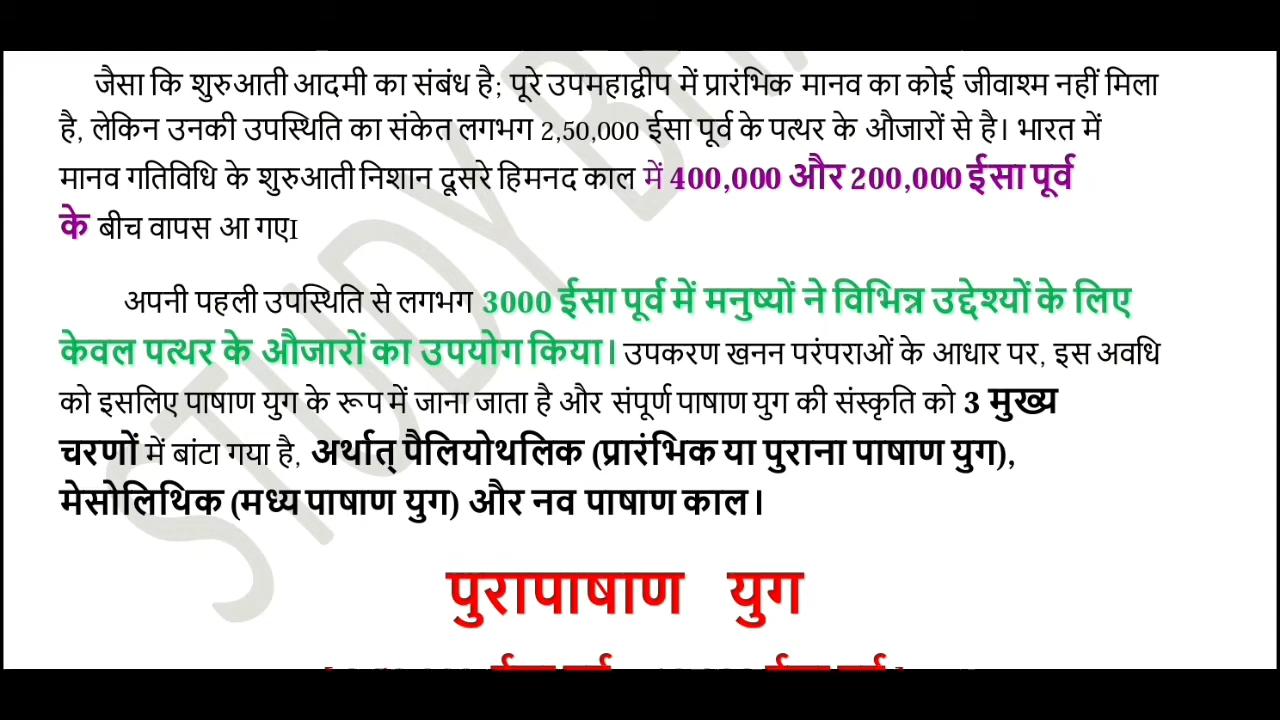 जैसा कि शुरुआती आदमी का संबंध है; पूरे उपमहाद्वीप में प्रारंभिक मानव का कोई जीवाश्म नहीं मिला
है, लेकिन उनकी उपस्थिति का संकेत लगभग 2,50,000 ईसा पूर्व के पत्थर के औजारों से है। भारत में
मानव गतिविधि के शुरुआती निशान दूसरे हिमनद काल में 400,000 और 200,000 ईसा पूर्व
के बीच वापस आ गएI
अपनी पहली उपस्थिति से लगभग 3000 ईसा पूर्व में मनुष्यों ने विभिन्न उद्देश्यों के लिए
केवल पत्थर के औजारों का उपयोग किया। उपकरण खनन परंपराओं के आधार पर, इस अवधि
को इसलिए पाषाण युग के रूप में जाना जाता है और संपूर्ण पाषाण युग की संस्कृति को 3 मुख्य
चरणों में बांटा गया है, अर्थात् पैलियोथलिक (प्रारंभिक या पुराना पाषाण युग),
मेसोलिथिक (मध्य पाषाण युग) और नव पाषाण काल।
पुरापाषाण युग
STUDY